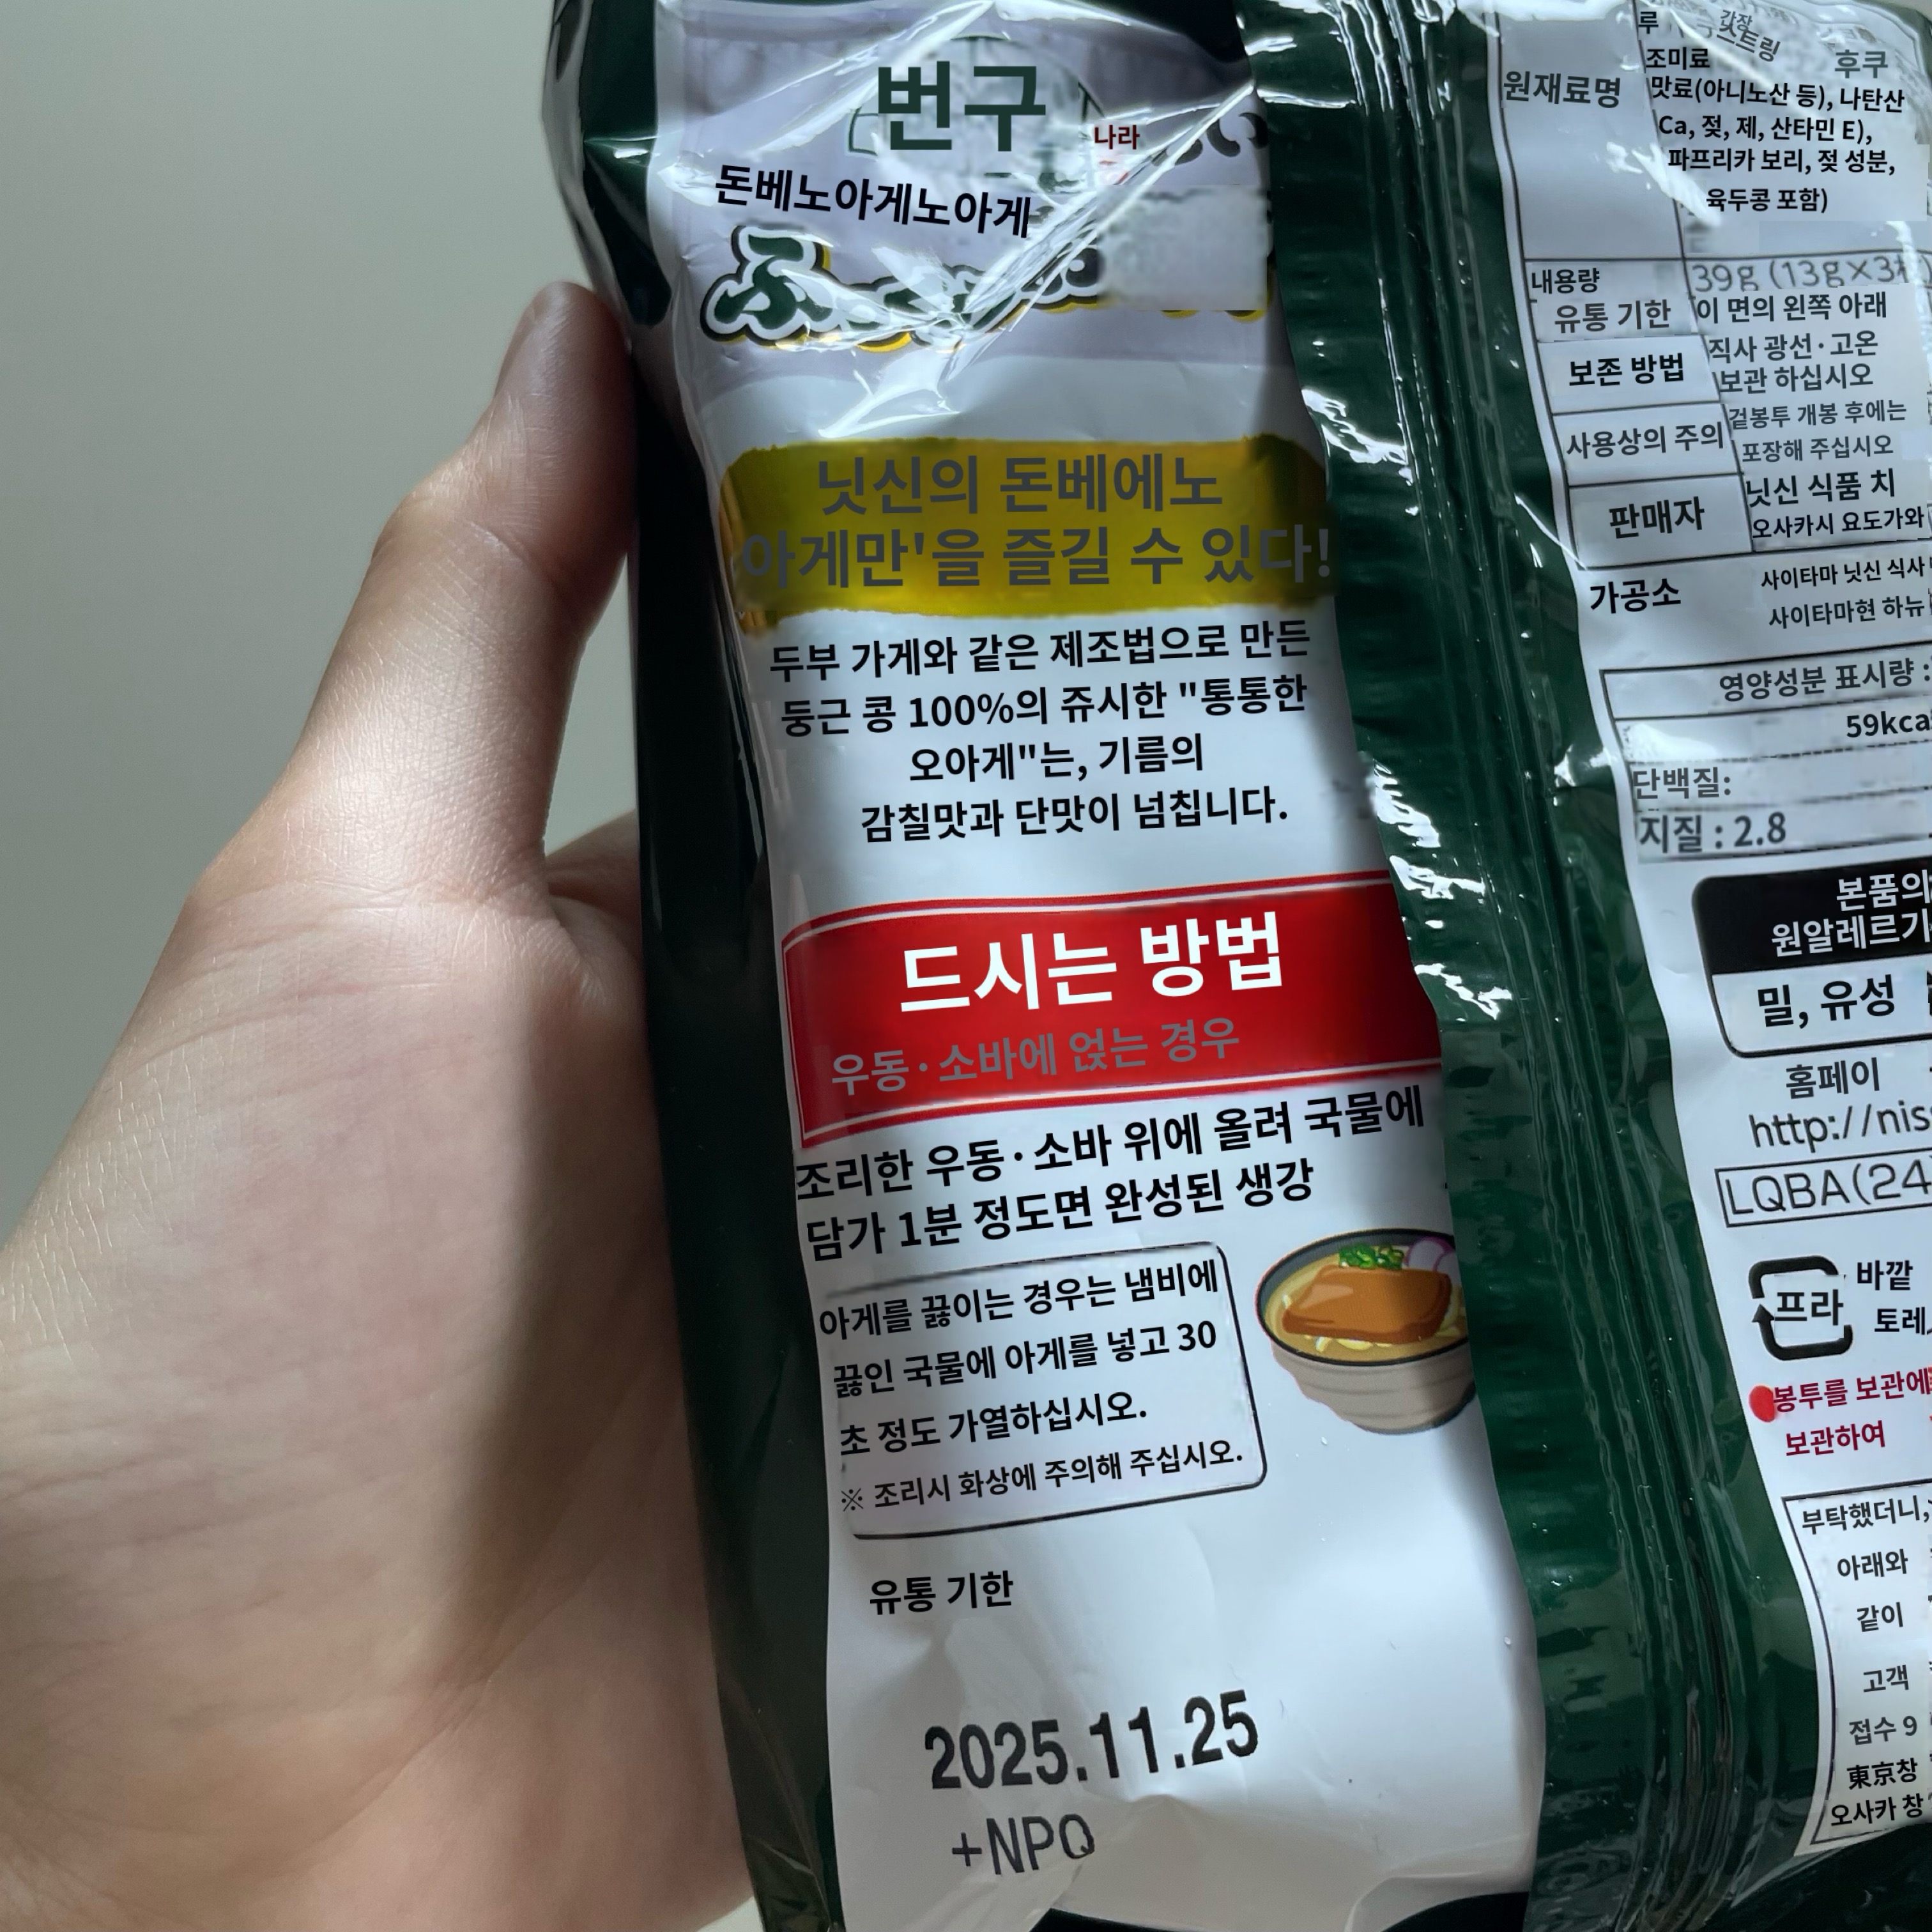 번구
나라
돈베노아게노아게
ふ
닛신의 돈베에노
아게만'을 즐길 수 있다!
두부 가게와 같은 제조법으로 만든
둥근 콩 100%의 쥬시한 "통통한
오아게"는, 기름의
감칠맛과 단맛이 넘칩니다.
드시는 방법
우동·소바에 얹는 경우
조리한 우동·소바 위에 올려 국물에
담가 1분 정도면 완성된 생강
아게를 끓이는 경우는 냄비에
끓인 국물에 아게를 넣고 30
초 정도 가열하십시오.
※ 조리시 화상에 주의해 주십시오.
유통 기한
2025.11.25
+NPQ
원재료명
루
간장
스트링
조미료
후쿠
맛료(아니노산 등), 나탄산
Ca, 젖, 제, 산타민 E),
파프리카 보리, 젖 성분,
육두콩 포함)
내용량 39g (13g×3
유통 기한 이 면의 왼쪽 아래
보존 방법 직사 광선·고온
보관 하십시오
사용상의 주의 겉봉투 개봉 후에는
포장해 주십시오
판매자 닛신 식품 치
오사카시 요도가와
가공소 사이타마 닛신 식사
사이타마현 하뉴
영양성분 표시량 :
59kca
단백질:
지질 : 2.8
본품의
원알레르기
밀, 유성
홈페이
http://nis
LQBA(24
프라
바깥
토레
봉투를 보관에
보관하여
부탁했더니,
아래와
같이
고객
접수 9
東京창
오사카 창